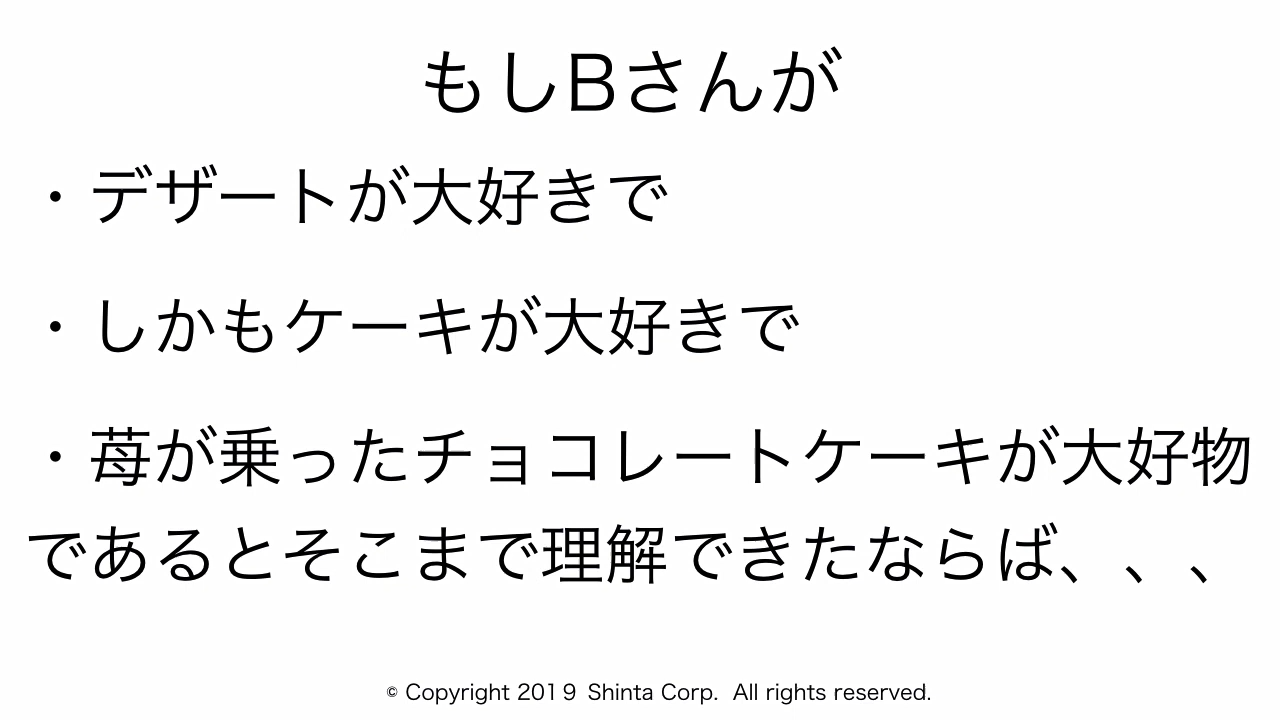 もしBさんが
・デザートが大好きで
・しかもケーキが大好きで
・苺が乗ったチョコレートケーキが大好物
であるとそこまで理解できたならば、、、
© Copyright 201９ Shinta Corp. All rights reserved.